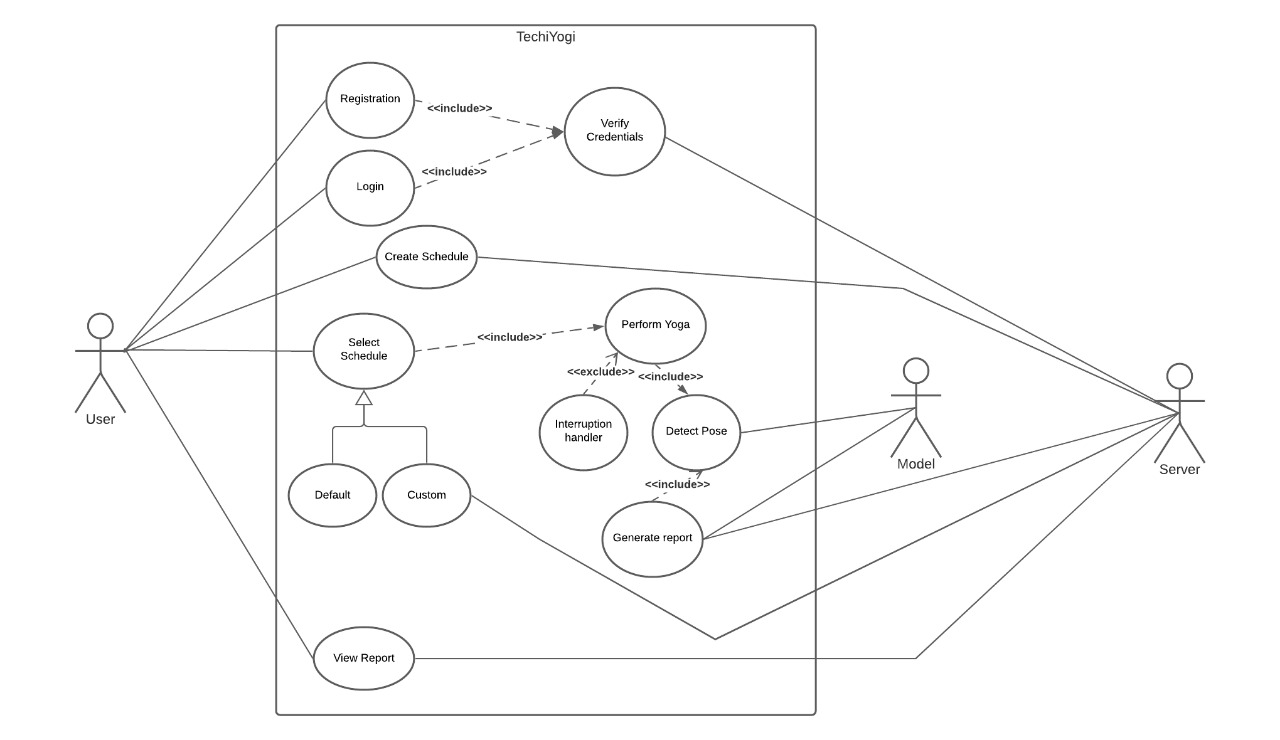 TechiYogi
Registration
<<include>>
Verify
Credentials
<<include>>
Login
Create Schedule
Perform Yoga
<<include>>
Select
Schedule
<<exclude>>
<<include>>
User
Interruption
handler
Detect Pose
Model
Server
<<include>>
Default
Custom
Generate report
View Report